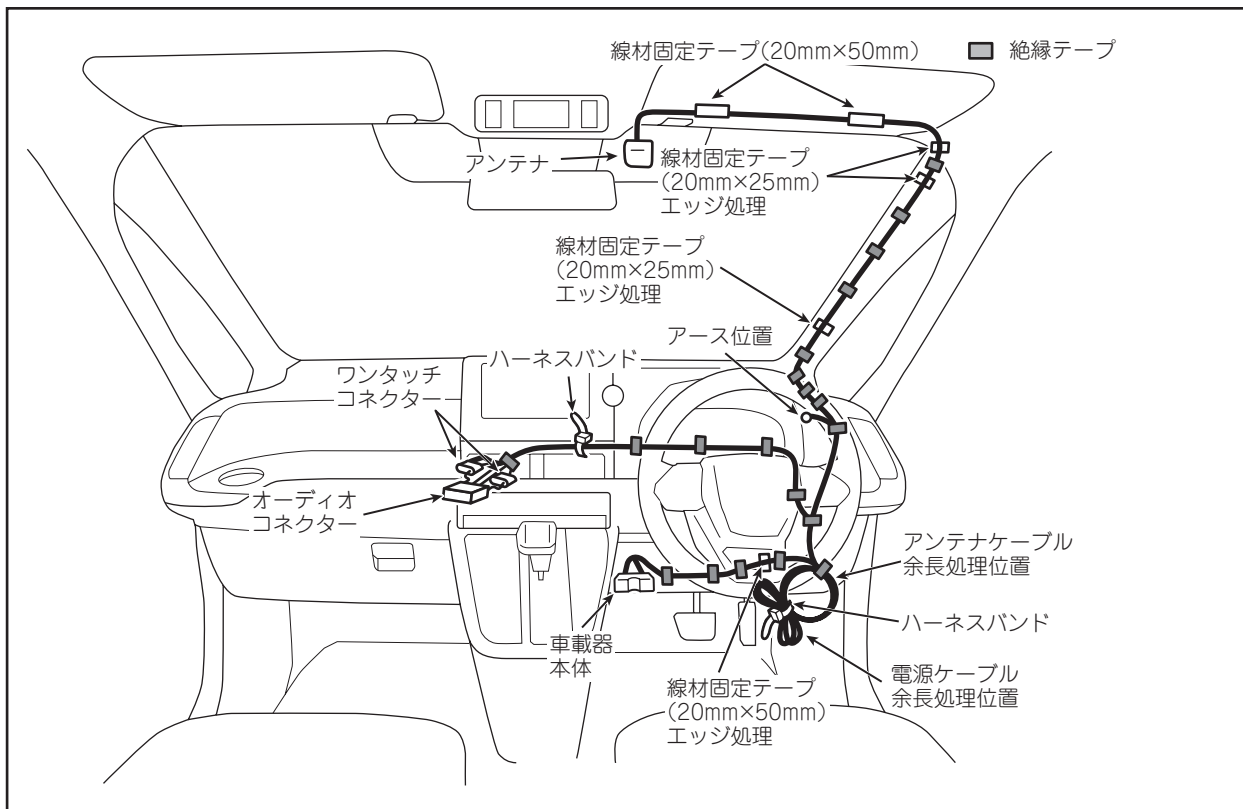 線材固定テープ(20mm×50mm)
絶縁テープ
アンテナ
線材固定テープ
(20mm×25mm)
エッジ処理
線材固定テープ
(20mm×25mm)
エッジ処理
アース位置
ハーネスバンド
ワンタッチ
コネクター
オーディオ
コネクター
アンテナケーブル
余長処理位置
ハーネスバンド
車載器
本体
電源ケーブル
余長処理位置
線材固定テープ
(20mm×50mm)
エッジ処理